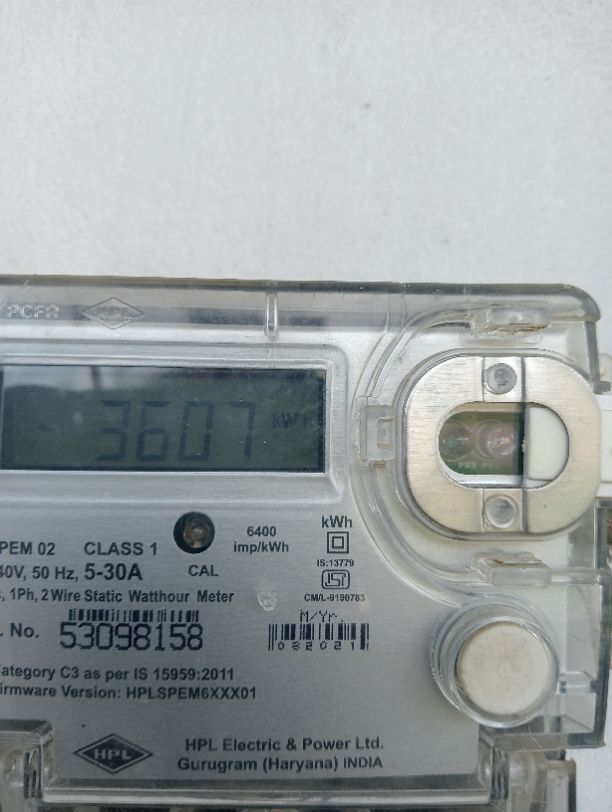 PCFR HPL
3607 kWh
PEM 02 CLASS 1
6400
imp/kWh
kWh
40V, 50 Hz, 5-30A CAL
IS:13779
CM/L-9190783
, 1Ph, 2 Wire Static Watthour Meter
. No. 53098158
M/Yr.
082021
ategory C3 as per IS 15959:2011
irmware Version: HPLSPEM6XXX01
HPL
HPL Electric & Power Ltd.
Gurugram (Haryana) INDIA